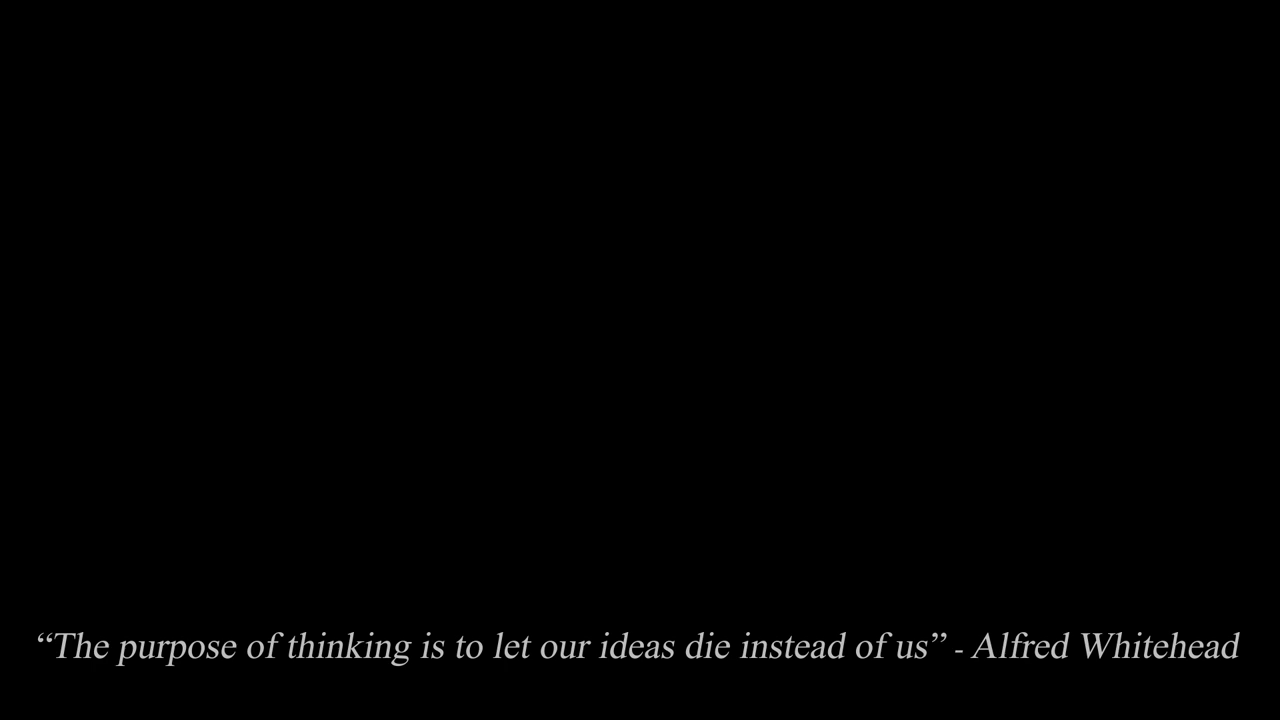 “The purpose of thinking is to let our ideas die instead of us” - Alfred Whitehead